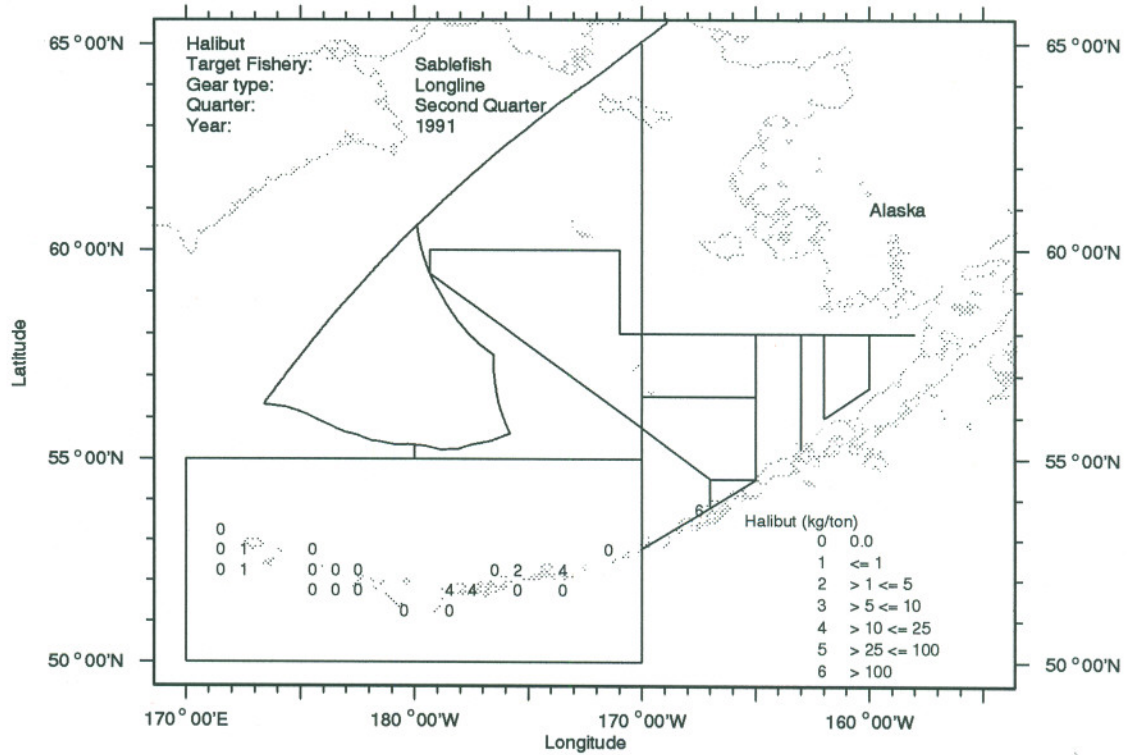 65°00'N 65°00'N
Halibut
Target Fishery: Sablefish
Gear type: Longline
Quarter: Second Quarter
Year: 1991
Alaska
60°00'N 60°00'N
Latitude
55°00'N 55°00'N
6
Halibut (kg/ton)
0 0.0
1 <= 1
2 > 1 <= 5
3 > 5 <= 10
4 > 10 <= 25
5 > 25 <= 100
6 > 100
0
0 1 0 0
0 1 0 0 0 0 2 4
0 0 0 4 4 0 0
0 0
50°00'N 50°00'N
170°00'E 180°00'W 170°00'W 160°00'W
Longitude